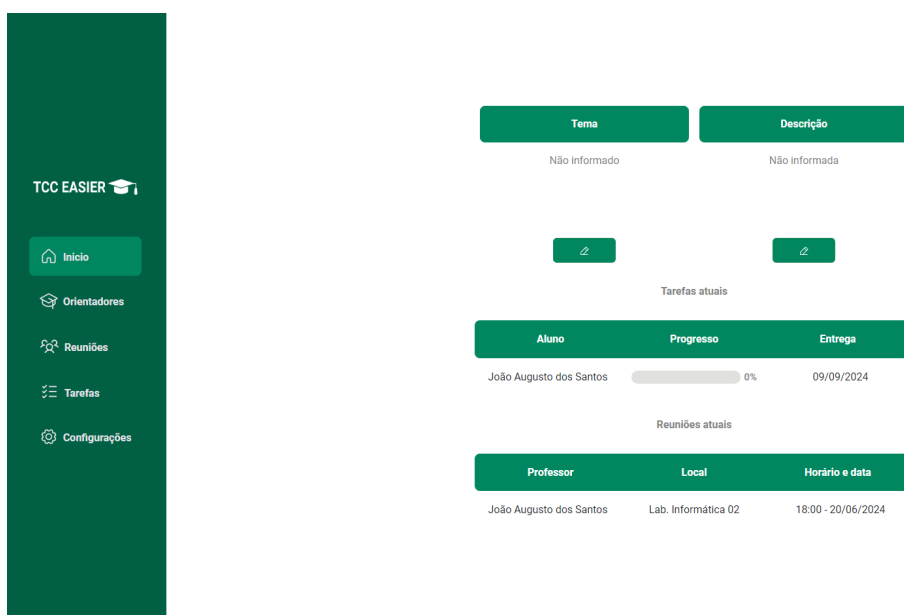 TCC EASIER
Inicio
Orientadores
Reuniões
Tarefas
Configurações
Tema Descrição
Não informado Não informada
Tarefas atuais
Aluno Progresso Entrega
João Augusto dos Santos 0% 09/09/2024
Reuniões atuais
Professor Local Horário e data
João Augusto dos Santos Lab. Informática 02 18:00 - 20/06/2024